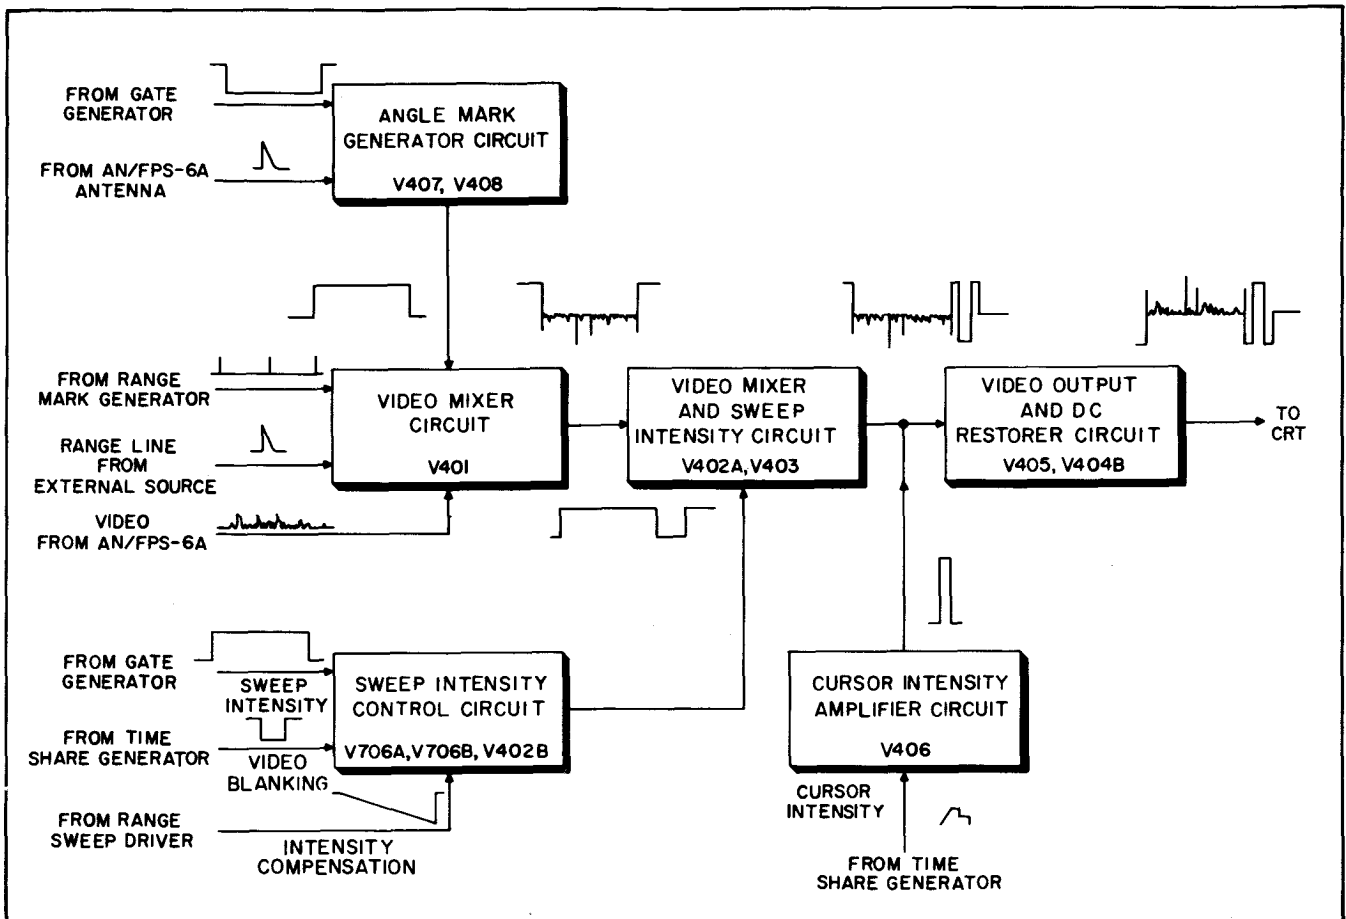 FROM GATE
GENERATOR
FROM AN/FPS-6A
ANTENNA
ANGLE MARK
GENERATOR CIRCUIT
V407, V408
FROM RANGE
MARK GENERATOR
RANGE LINE
FROM
EXTERNAL SOURCE
VIDEO
FROM AN/FPS-6A
VIDEO MIXER
CIRCUIT
V401
VIDEO MIXER
AND SWEEP
INTENSITY CIRCUIT
V402A, V403
VIDEO OUTPUT
AND DC
RESTORER CIRCUIT
V405, V404B
TO
CRT
FROM GATE
GENERATOR
SWEEP
INTENSITY
FROM TIME
SHARE GENERATOR
VIDEO
BLANKING
FROM RANGE
SWEEP DRIVER
INTENSITY
COMPENSATION
SWEEP INTENSITY
CONTROL CIRCUIT
V706A, V706B, V402B
CURSOR INTENSITY
AMPLIFIER CIRCUIT
V406
CURSOR
INTENSITY
FROM TIME
SHARE GENERATOR